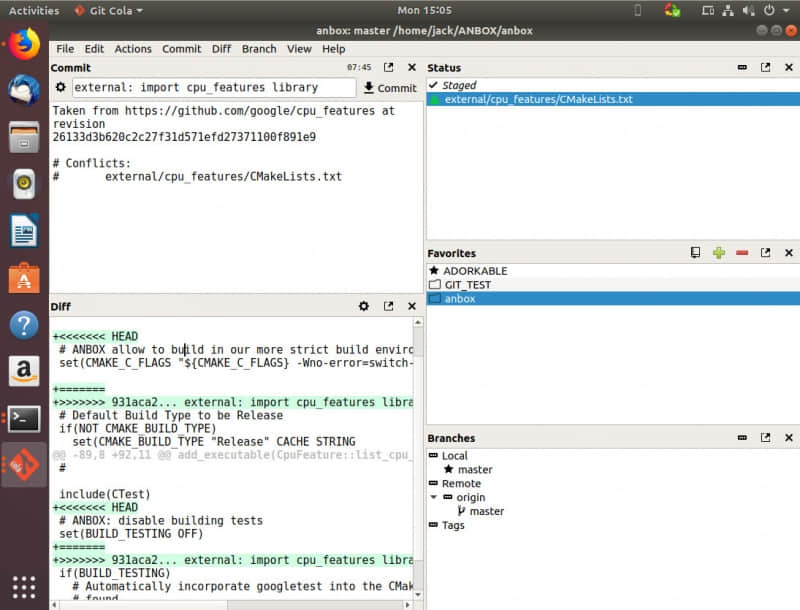 Activities
Git Cola
Mon 15:05
anbox: master /home/jack/ANBOX/anbox
File Edit Actions Commit Diff Branch View Help
Commit
07:45
external: import cpu_features library
Commit
Taken from https://github.com/google/cpu_features at
revision
26133d3b620c2c27f31d571efd27371100f891e9
# Conflicts:
# external/cpu_features/CMakeLists.txt
Status
Staged
external/cpu_features/CMakeLists.txt
Favorites
ADORKABLE
GIT_TEST
anbox
Diff
+<<<<<<< HEAD
# ANBOX allow to build in our more strict build enviro
set(CMAKE_C_FLAGS "${CMAKE_C_FLAGS} -Wno-error=switch-
+=======
+>>>>>>> 931aca2... external: import cpu_features libra
# Default Build Type to be Release
if(NOT CMAKE_BUILD_TYPE)
set(CMAKE_BUILD_TYPE "Release" CACHE STRING
@@ -89,8 +92,11 @@ add_executable(CpuFeature::list_cpu_
#
include(CTest)
+<<<<<<< HEAD
# ANBOX: disable building tests
set(BUILD_TESTING OFF)
+=======
+>>>>>>> 931aca2... external: import cpu_features libra
if(BUILD_TESTING)
# Automatically incorporate googletest into the CMak
# found
Branches
Local
master
Remote
origin
master
Tags